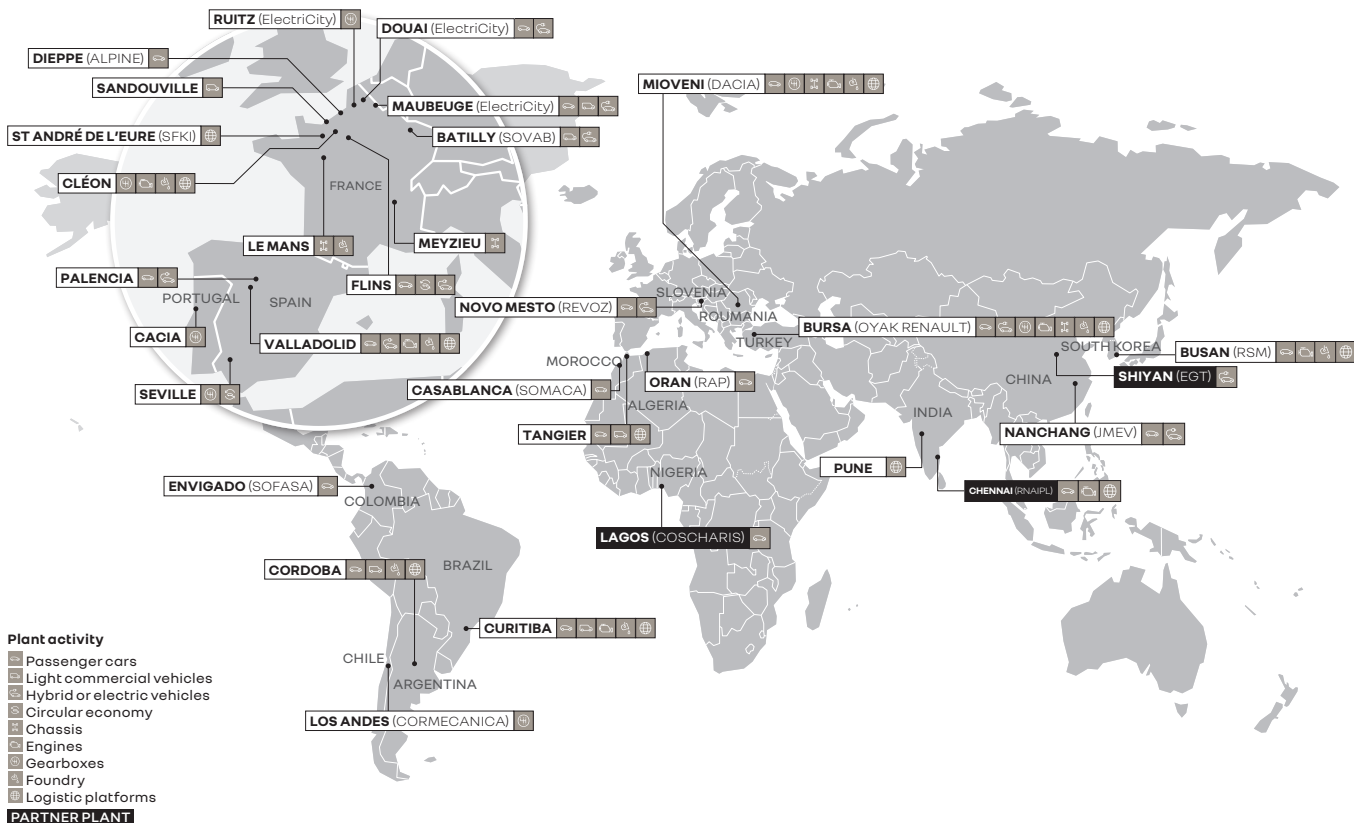 RUITZ (ElectriCity)
DOUAI (ElectriCity)
DIEPPE (ALPINE)
SANDOUVILLE
MIOVENI (DACIA)
MAUBEUGE (ElectriCity)
ST ANDRÉ DE L'EURE (SFKI)
BATILLY (SOVAB)
CLÉON
FRANCE
LE MANS
MEYZIEU
PALENCIA
FLINS
PORTUGAL
SPAIN
SLOVENIA
NOVO MESTO (REVOZ)
ROUMANIA
CACIA
VALLADOLID
BURSA (OYAK RENAULT)
TURKEY
SOUTH KOREA
BUSAN (RSM)
MOROCCO
SEVILLE
CASABLANCA (SOMACA)
ORAN (RAP)
CHINA
SHIYAN (EGT)
ALGERIA
INDIA
TANGIER
NANCHANG (JMEV)
NIGERIA
PUNE
ENVIGADO (SOFASA)
COLOMBIA
CHENNAI (RNAIPL)
LAGOS (COSCHARIS)
CORDOBA
BRAZIL
CURITIBA
CHILE
ARGENTINA
LOS ANDES (CORMECANICA)
Plant activity
Passenger cars
Light commercial vehicles
Hybrid or electric vehicles
Circular economy
Chassis
Engines
Gearboxes
Foundry
Logistic platforms
PARTNER PLANT